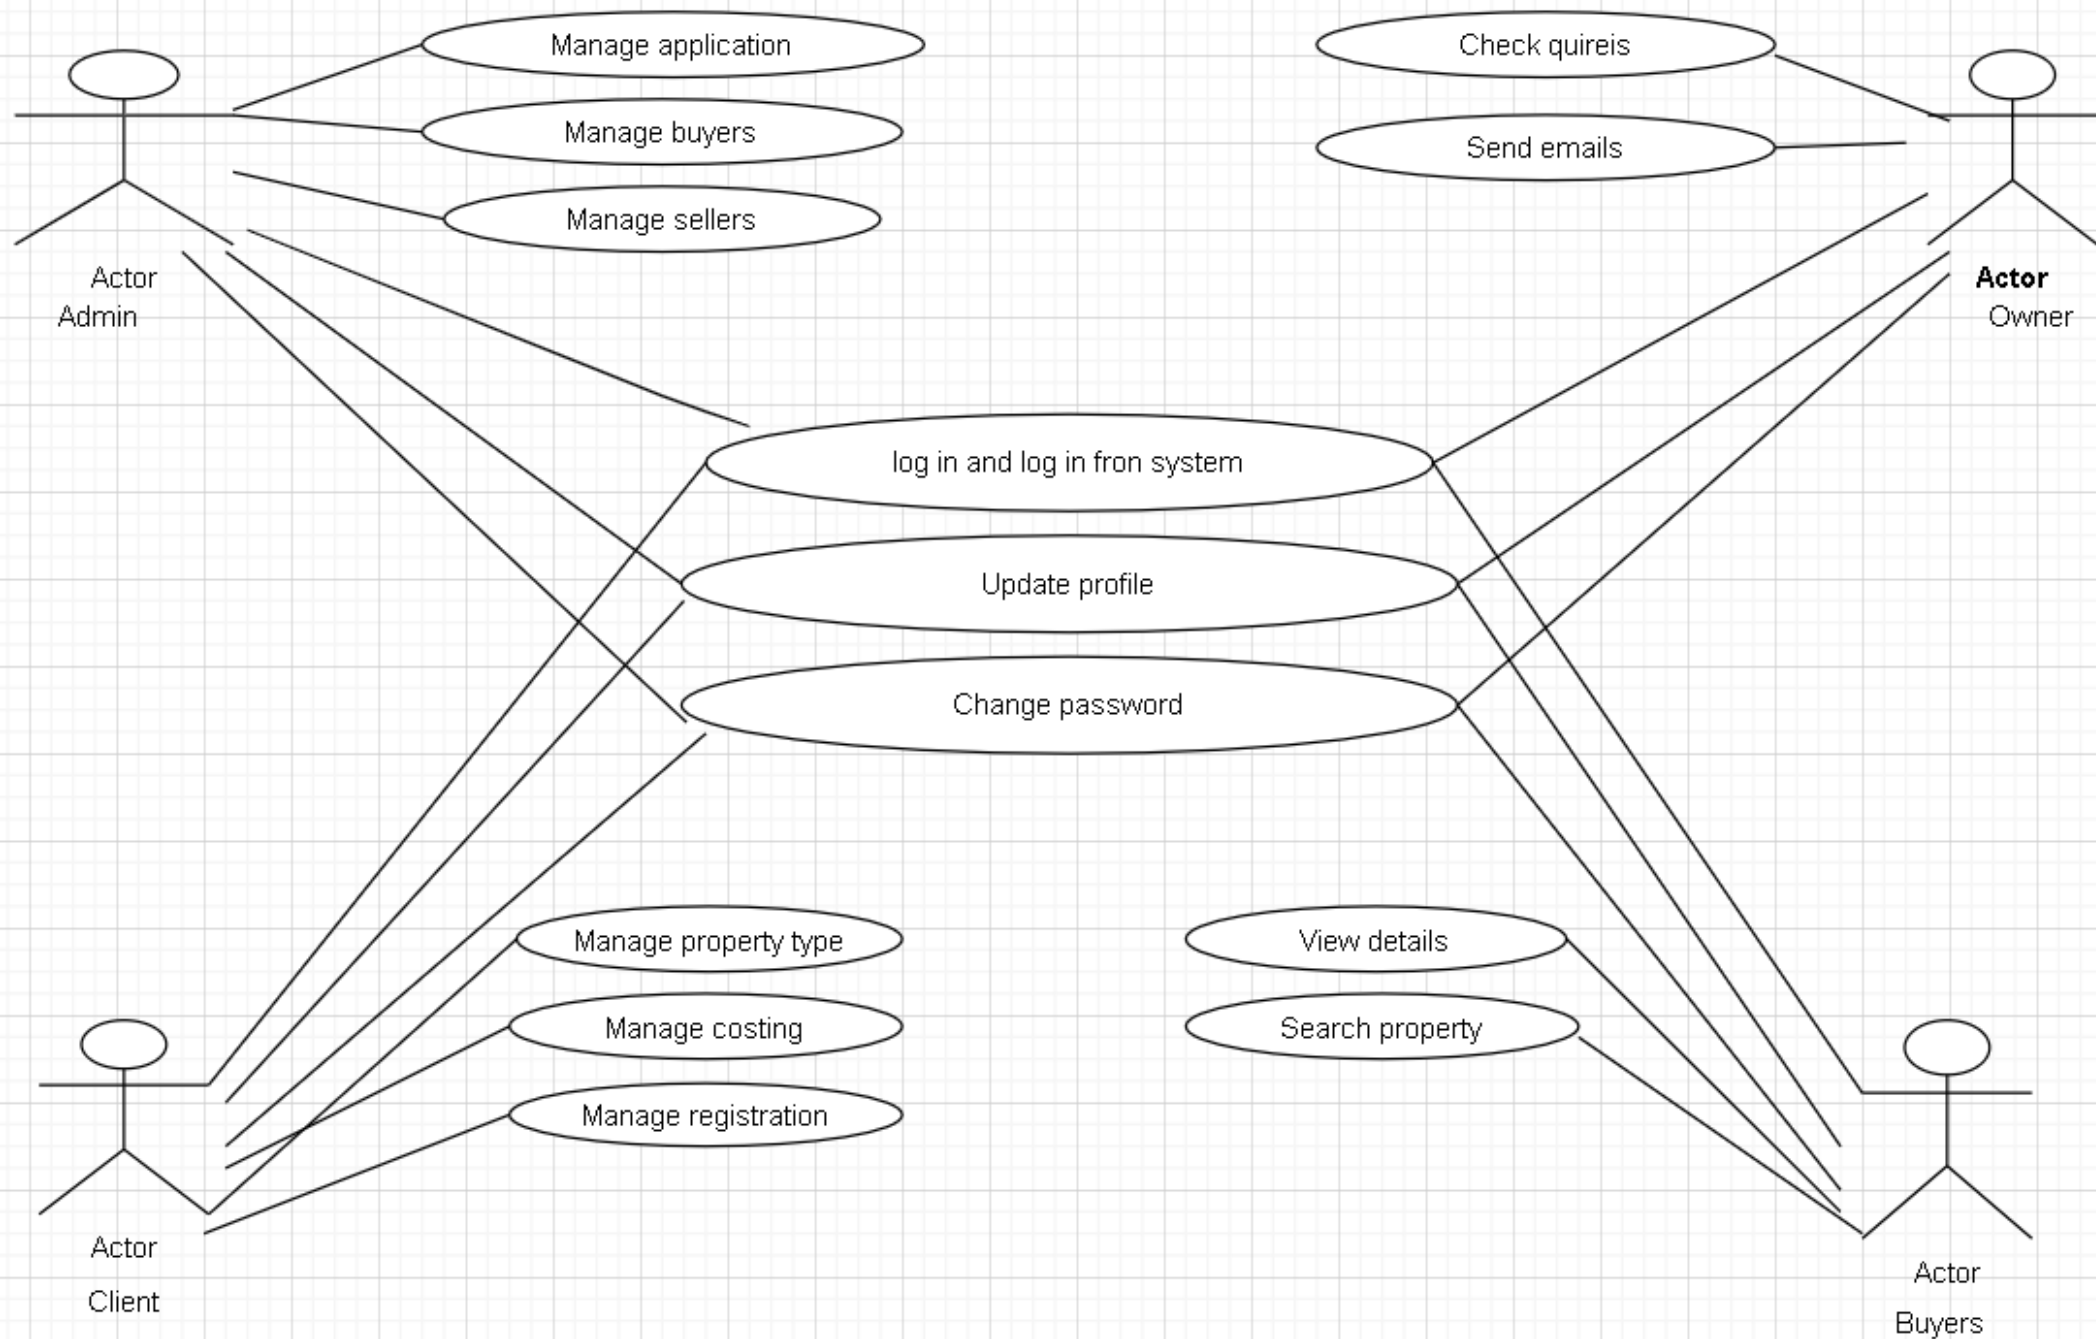 Manage application
Check quireis
Manage buyers
Send emails
Manage sellers
Actor
Admin
Actor
Owner
log in and log in fron system
Update profile
Change password
Manage property type
View details
Manage costing
Search property
Manage registration
Actor
Client
Actor
Buyers